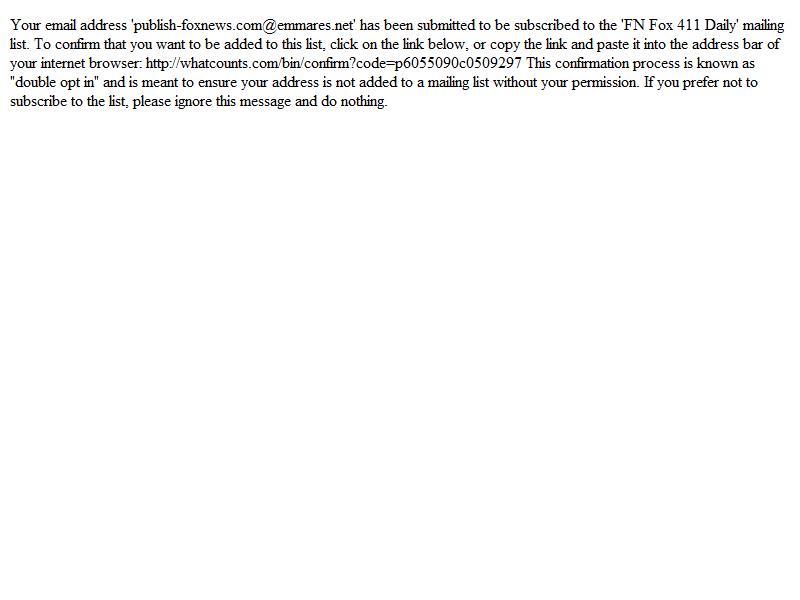 Your email address 'publish-foxnews.com@emmares.net' has been submitted to be subscribed to the 'FN Fox 411 Daily' mailing
list. To confirm that you want to be added to this list, click on the link below, or copy the link and paste it into the address bar of
your internet browser: http://whatcounts.com/bin/confirm?code=p6055090c0509297 This confirmation process is known as
"double opt in" and is meant to ensure your address is not added to a mailing list without your permission. If you prefer not to
subscribe to the list, please ignore this message and do nothing.